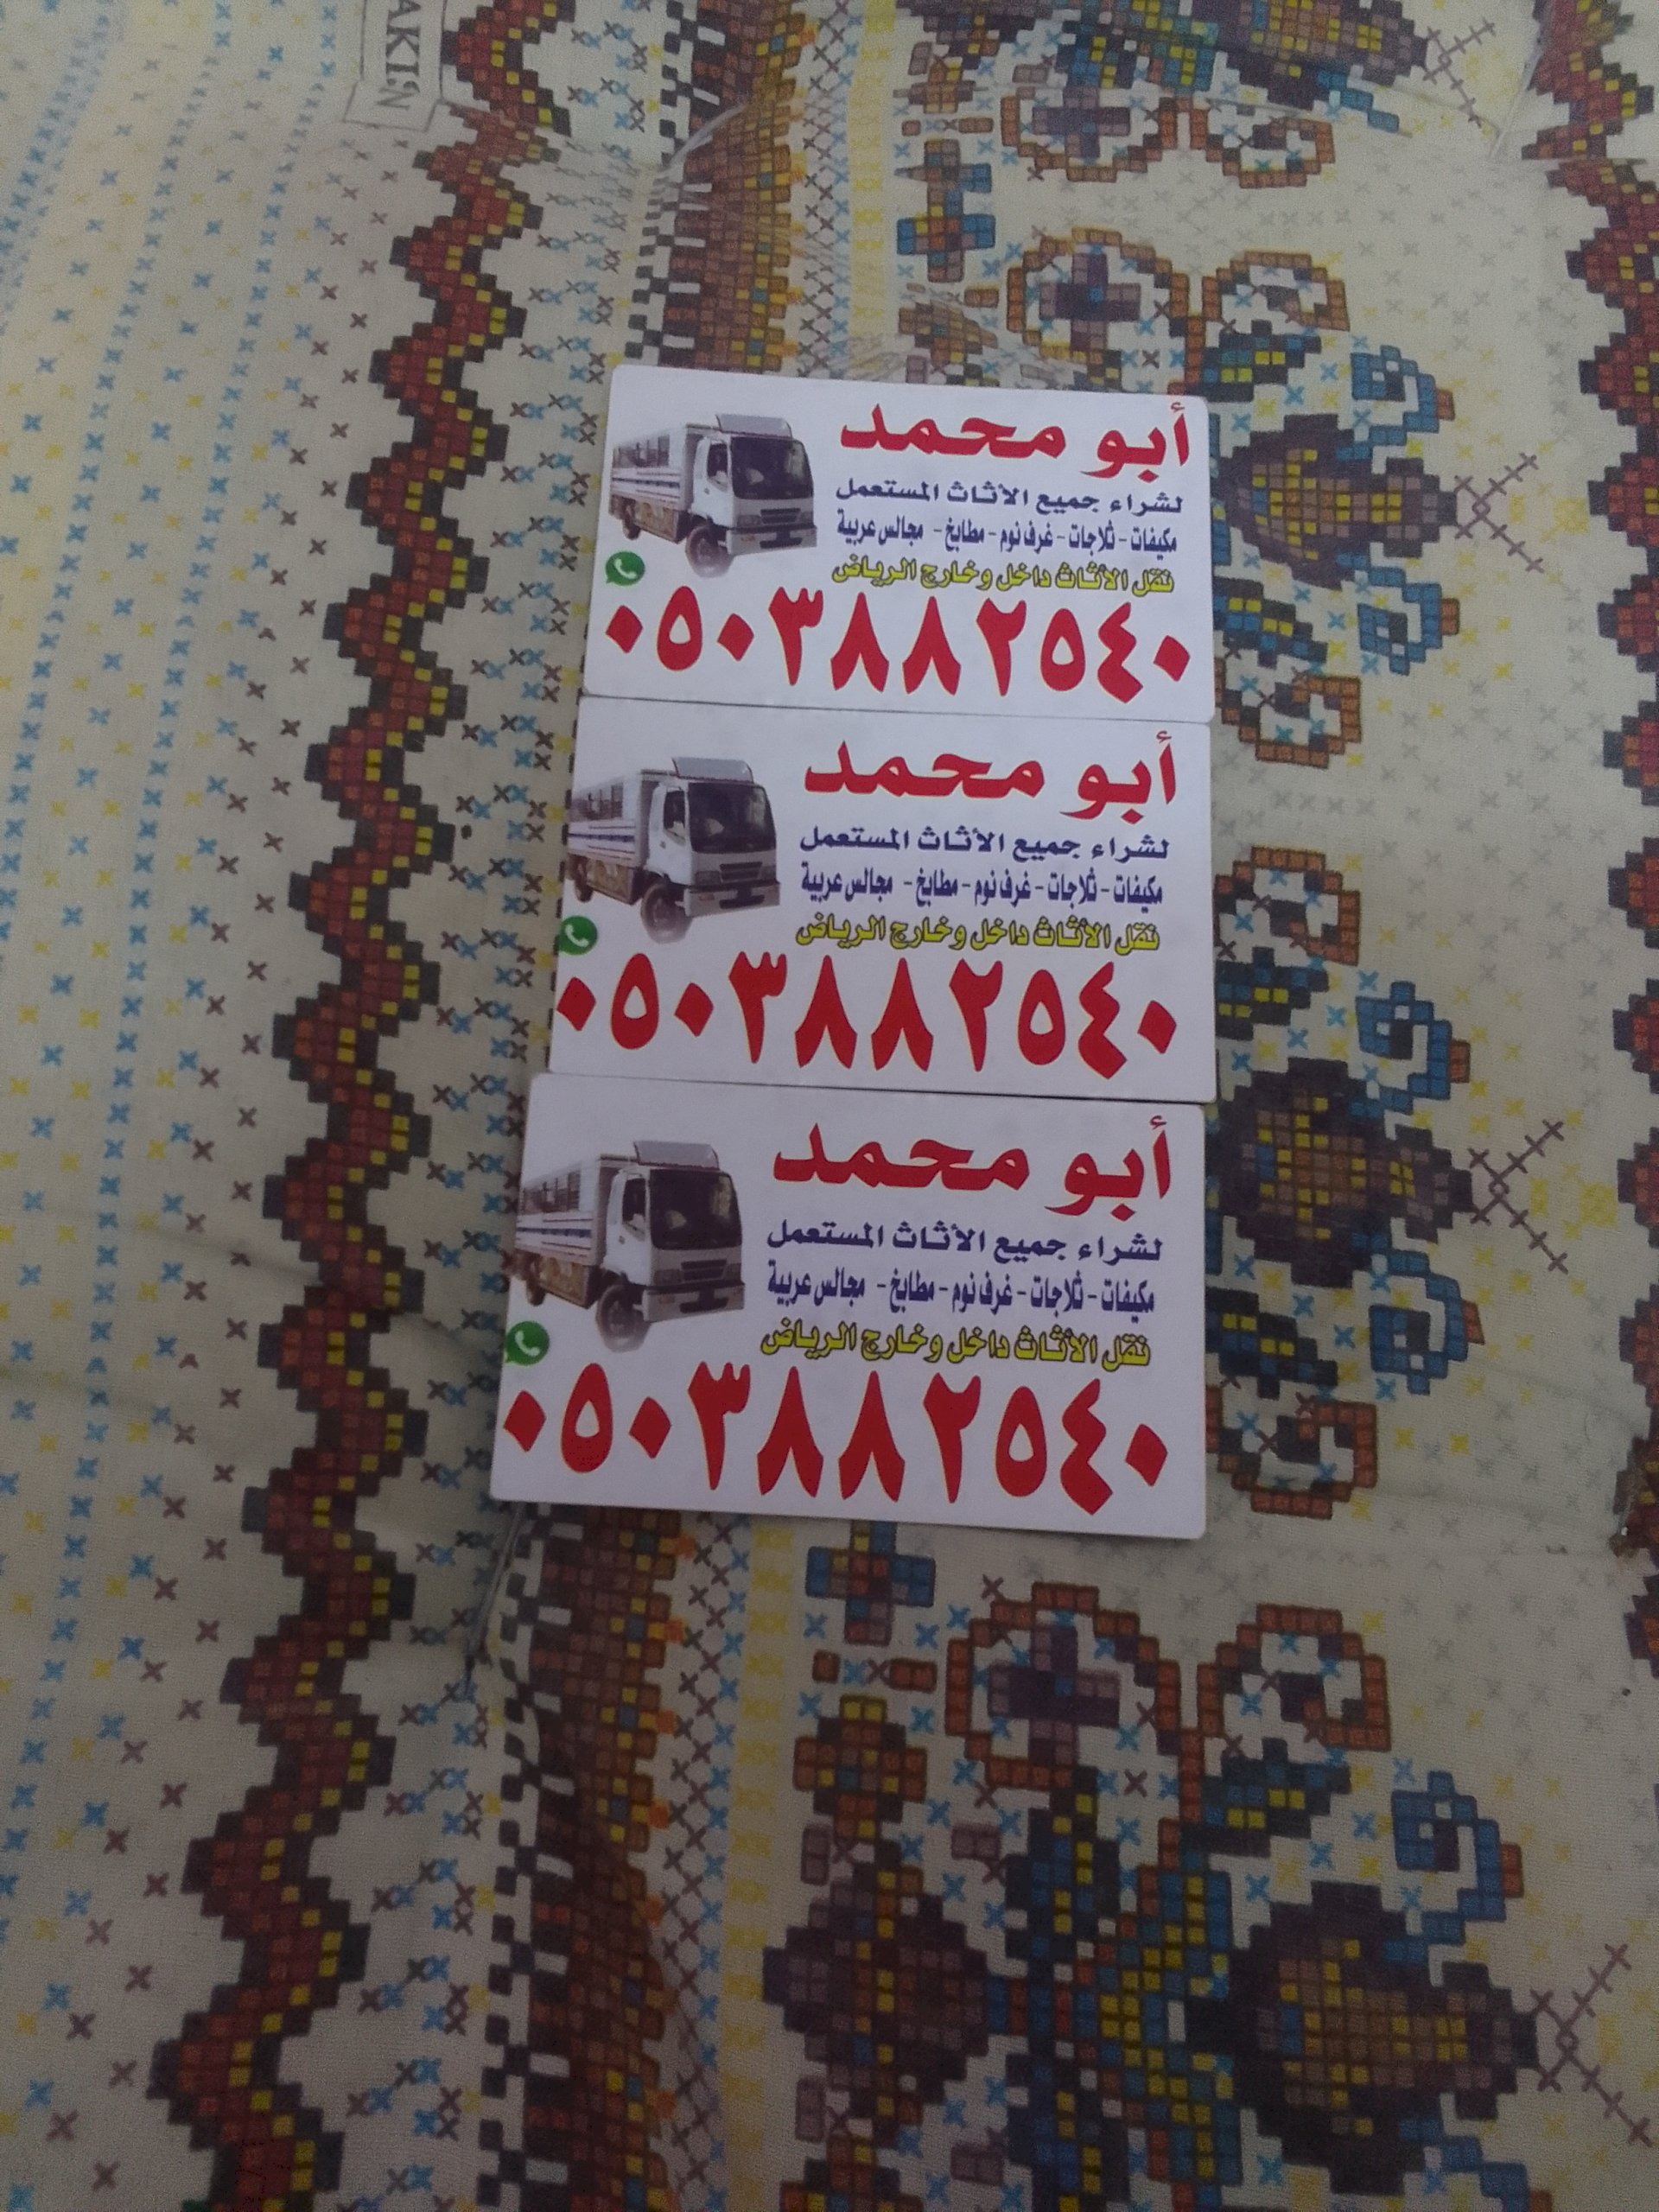 AKIN
أبو محمد
لشراء جميع الأثاث المستعمل
مكيفات - ثلاجات - غرف نوم - مطابخ - مجالس عربية
نقل الأثاث داخل وخارج الرياض
٠٥٠٣٨٨٢٥٤٠
أبو محمد
لشراء جميع الأثاث المستعمل
مكيفات - ثلاجات - غرف نوم - مطابخ - مجالس عربية
نقل الأثاث داخل وخارج الرياض
٠٥٠٣٨٨٢٥٤٠
أبو محمد
لشراء جميع الأثاث المستعمل
مكيفات - ثلاجات - غرف نوم - مطابخ - مجالس عربية
نقل الأثاث داخل وخارج الرياض
٠٥٠٣٨٨٢٥٤٠